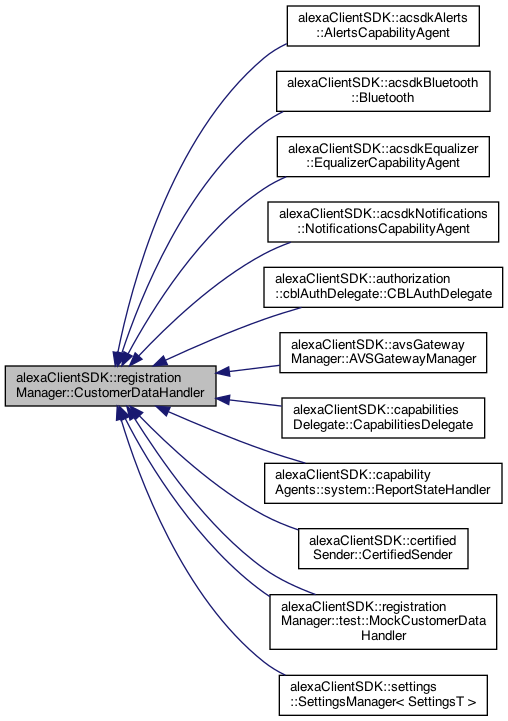 alexaClientSDK::acsdkAlerts
::AlertsCapabilityAgent
alexaClientSDK::acsdkBluetooth
::Bluetooth
alexaClientSDK::acsdkEqualizer
::EqualizerCapabilityAgent
alexaClientSDK::acsdkNotifications
::NotificationsCapabilityAgent
alexaClientSDK::authorization
::cblAuthDelegate::CBLAuthDelegate
alexaClientSDK::avsGateway
Manager::AVSGatewayManager
alexaClientSDK::registration
Manager::CustomerDataHandler
alexaClientSDK::capabilities
Delegate::CapabilitiesDelegate
alexaClientSDK::capability
Agents::system::ReportStateHandler
alexaClientSDK::certified
Sender::CertifiedSender
alexaClientSDK::registration
Manager::test::MockCustomerData
Handler
alexaClientSDK::settings
::SettingsManager< SettingsT >